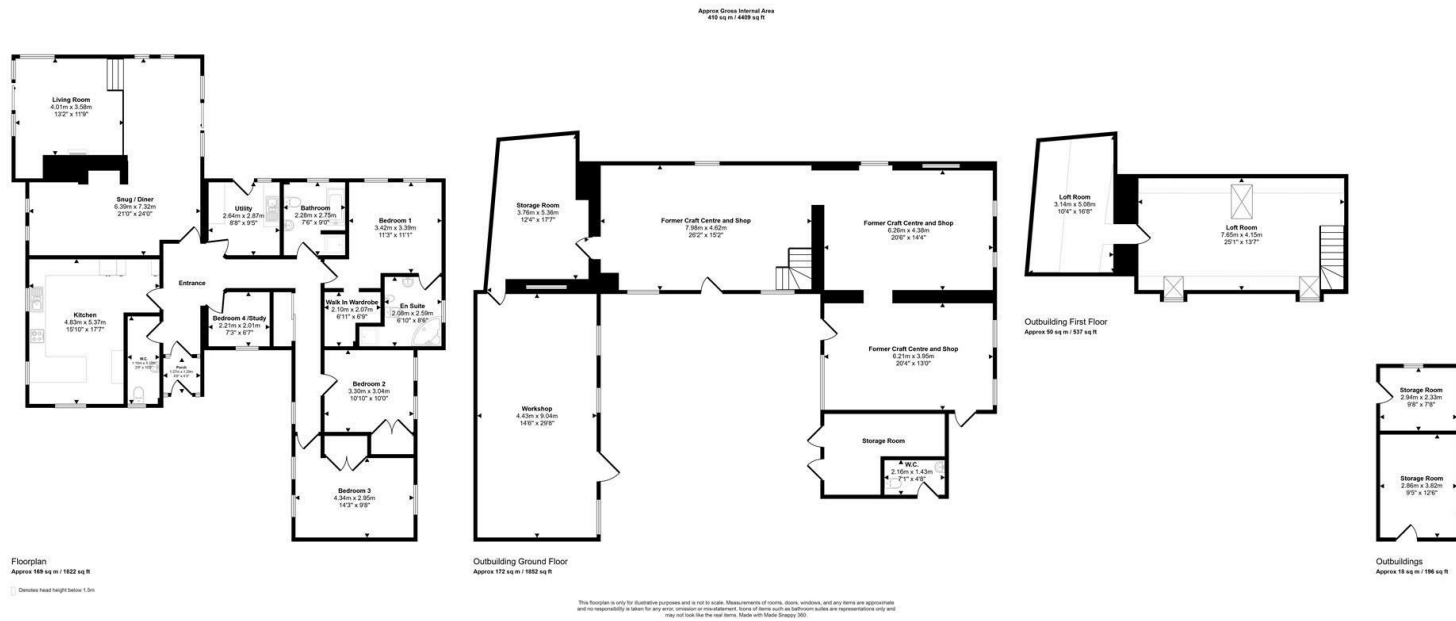 Approx Gross Internal Area
410 sq m / 4409 sq ft
Living Room
4.01m x 3.58m
13'2" x 11'9"
Snug / Diner
6.39m x 7.32m
21'0" x 24'0"
Utility
2.64m x 2.87m
8'8" x 9'5"
Bathroom
2.28m x 2.75m
7'6" x 9'0"
Bedroom 1
3.42m x 3.39m
11'3" x 11'1"
Entrance
Kitchen
4.83m x 5.37m
15'10" x 17'7"
W.C.
Porch
Bedroom 4 /Study
2.21m x 2.01m
7'3" x 6'7"
Walk In Wardrobe
2.10m x 2.07m
6'11" x 6'9"
En Suite
2.08m x 2.59m
6'10" x 8'6"
Bedroom 2
3.30m x 3.04m
10'10" x 10'0"
Bedroom 3
4.34m x 2.95m
14'3" x 9'8"
Floorplan
Approx 169 sq m / 1822 sq ft
Denotes head height below 1.5m
Storage Room
3.76m x 5.36m
12'4" x 17'7"
Former Craft Centre and Shop
7.98m x 4.62m
26'2" x 15'2"
Former Craft Centre and Shop
6.26m x 4.38m
20'6" x 14'4"
Former Craft Centre and Shop
6.21m x 3.95m
20'4" x 13'0"
Workshop
4.43m x 9.04m
14'6" x 29'8"
Storage Room
W.C.
2.16m x 1.43m
7'1" x 4'8"
Outbuilding Ground Floor
Approx 172 sq m / 1852 sq ft
Loft Room
3.14m x 5.08m
10'4" x 16'8"
Loft Room
7.65m x 4.15m
25'1" x 13'7"
Outbuilding First Floor
Approx 50 sq m / 537 sq ft
Storage Room
2.94m x 2.33m
9'8" x 7'8"
Storage Room
2.86m x 3.82m
9'5" x 12'6"
Outbuildings
Approx 18 sq m / 196 sq ft
This floorplan is only for illustrative purposes and is not to scale. Measurements of rooms, doors, windows, and any items are approximate
and no responsibility is taken for any error, omission or mis-statement. Icons of items such as bathroom suites are representations only and
may not look like the real items. Made with Made Snappy 360.